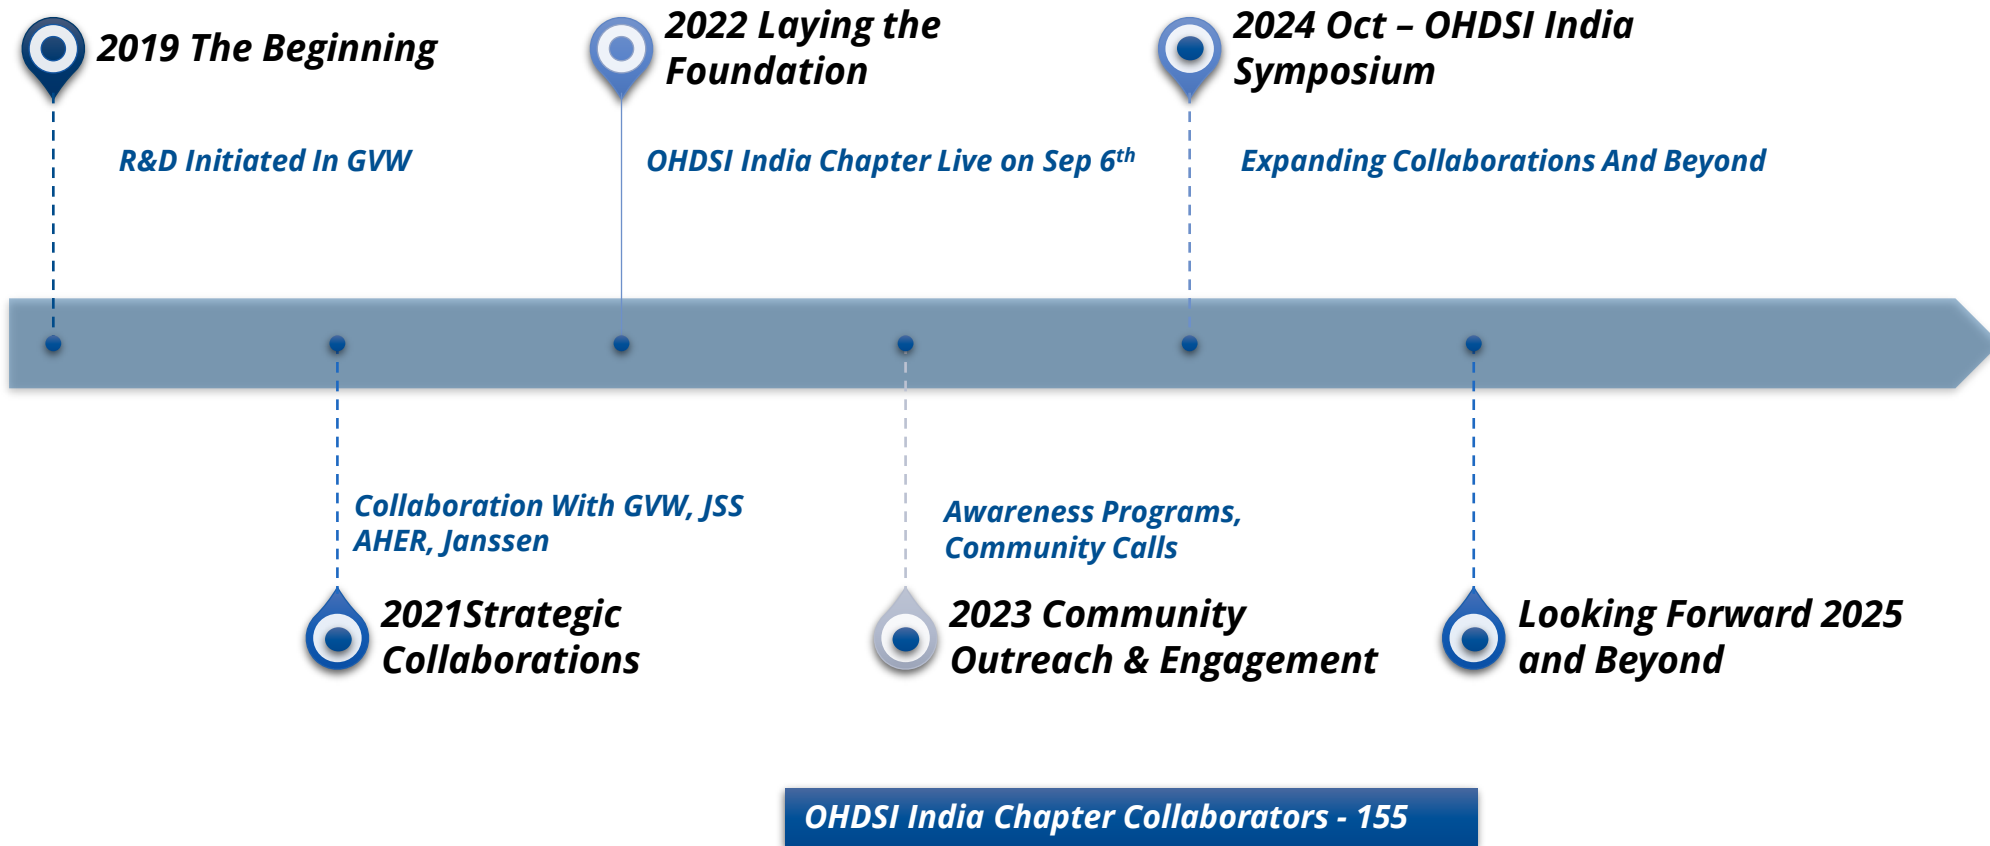 2019 The Beginning
R&D Initiated In GVW
2022 Laying the
Foundation
OHDSI India Chapter Live on Sep 6th
2024 Oct – OHDSI India
Symposium
Expanding Collaborations And Beyond
Collaboration With GVW, JSS
AHER, Janssen
2021Strategic
Collaborations
Awareness Programs,
Community Calls
2023 Community
Outreach & Engagement
Looking Forward 2025
and Beyond
OHDSI India Chapter Collaborators - 155